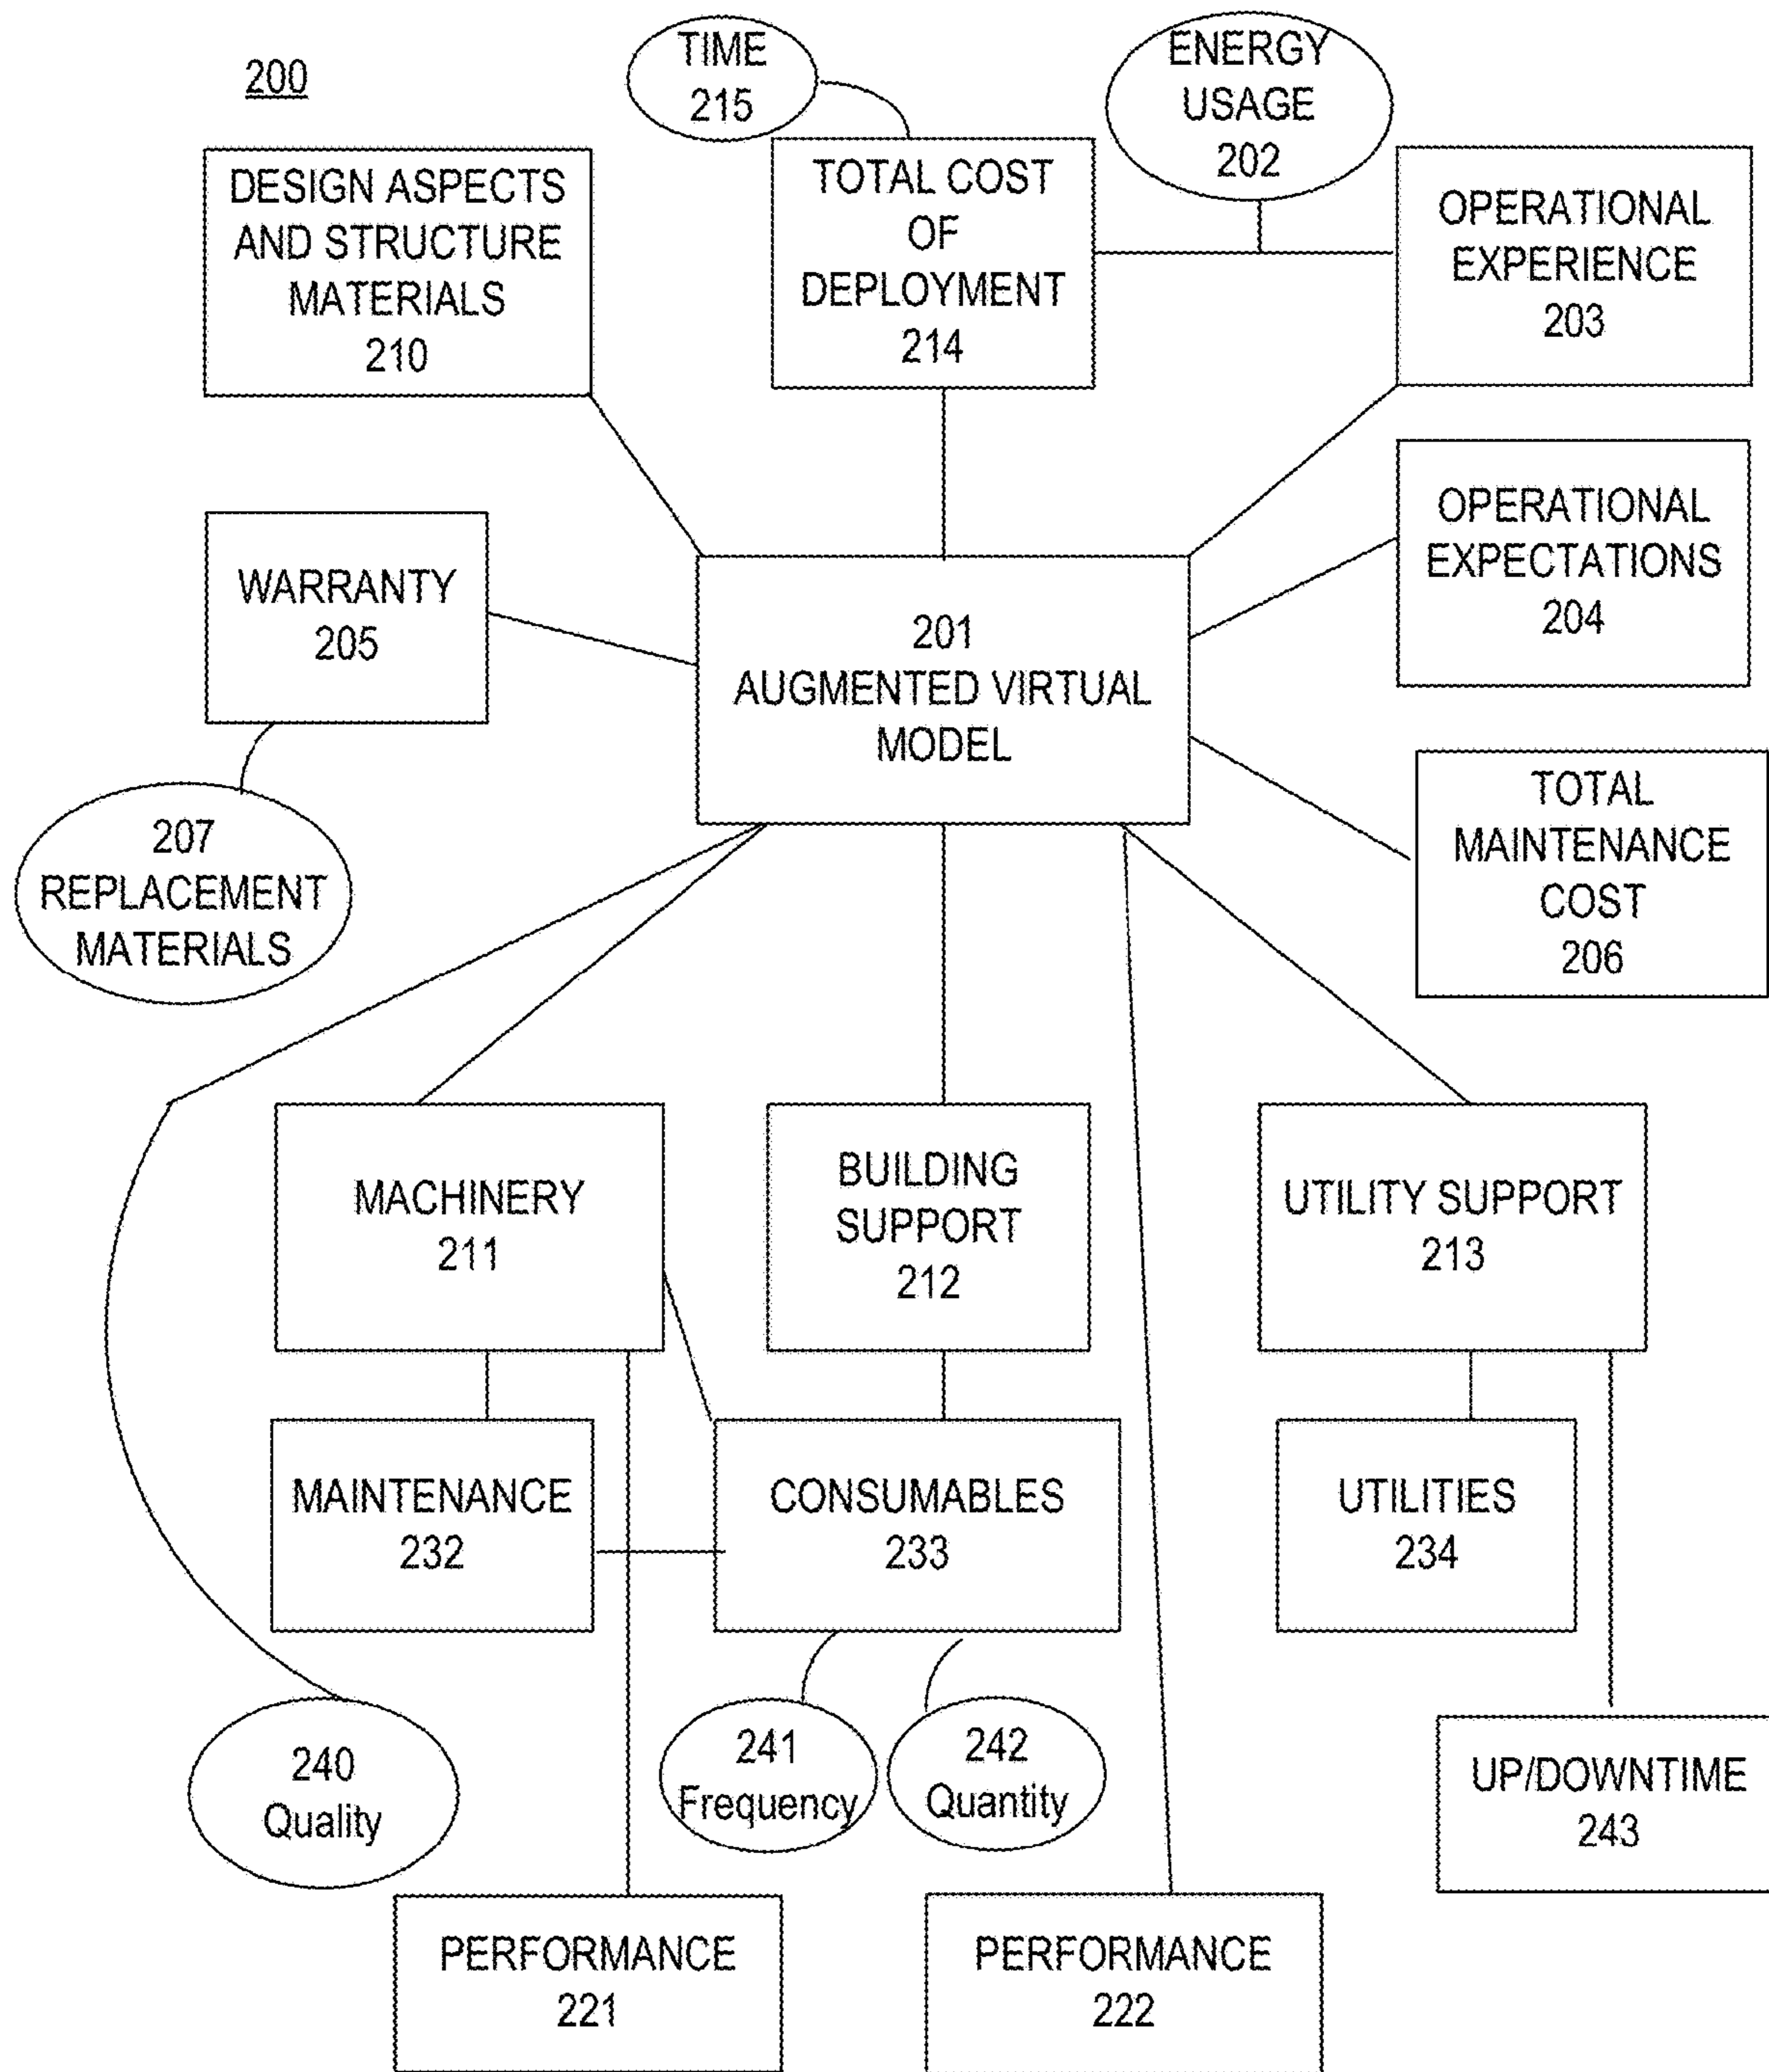 200
TIME
215
ENERGY
USAGE
202
DESIGN ASPECTS
AND STRUCTURE
MATERIALS
210
TOTAL COST
OF
DEPLOYMENT
214
OPERATIONAL
EXPERIENCE
203
OPERATIONAL
EXPECTATIONS
204
WARRANTY
205
201
AUGMENTED VIRTUAL
MODEL
207
REPLACEMENT
MATERIALS
TOTAL
MAINTENANCE
COST
206
MACHINERY
211
BUILDING
SUPPORT
212
UTILITY SUPPORT
213
MAINTENANCE
232
CONSUMABLES
233
UTILITIES
234
240
Quality
241
Frequency
242
Quantity
UP/DOWNTIME
243
PERFORMANCE
221
PERFORMANCE
222